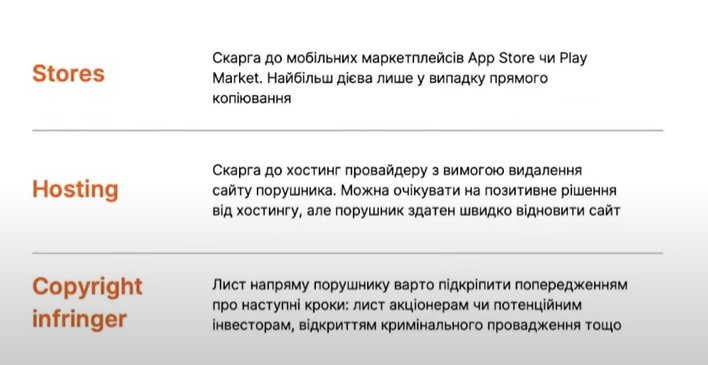 Stores
Скарга до мобільних маркетплейсів App Store чи Play
Market. Найбільш дієва лише у випадку прямого
копіювання
Hosting
Скарга до хостинг провайдеру з вимогою видалення
сайту порушника. Можна очікувати на позитивне рішення
від хостингу, але порушник здатен швидко відновити сайт
Copyright
infringer
Лист напряму порушнику варто підкріпити попередженням
про наступні кроки: лист акціонерам чи потенційним
інвесторам, відкриттям кримінального провадження тощо